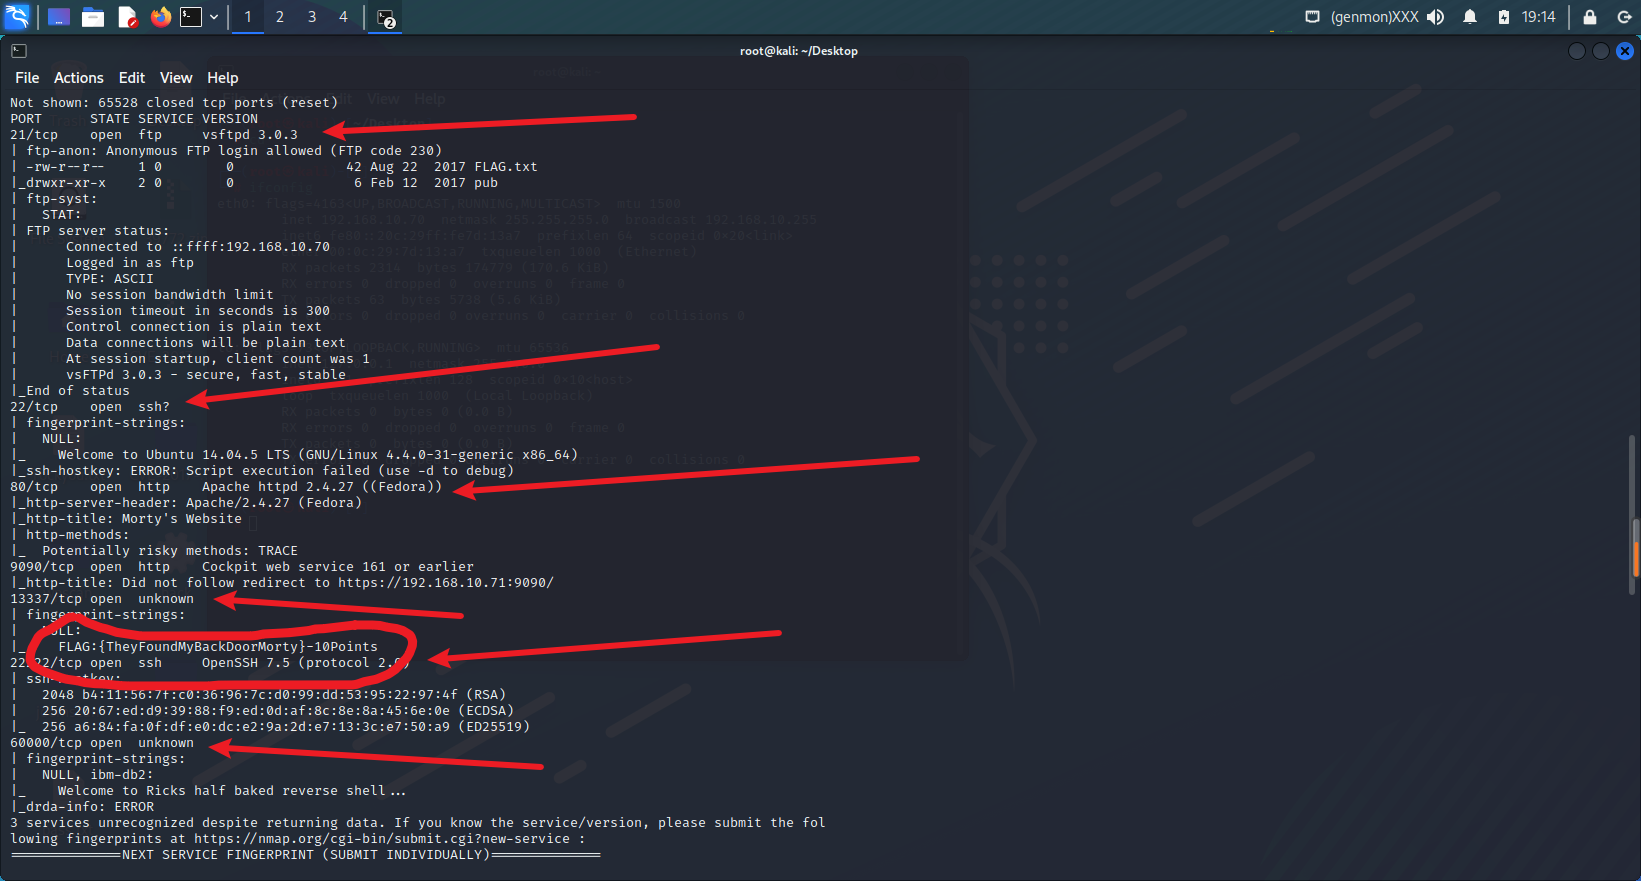 1 2 3 4 2 (genmon)XXX 19:14
root@kali: ~/Desktop
File Actions Edit View Help
Not shown: 65528 closed tcp ports (reset)
PORT      STATE SERVICE VERSION
21/tcp    open  ftp     vsftpd 3.0.3
| ftp-anon: Anonymous FTP login allowed (FTP code 230)
| -rw-r--r--    1 0        0              42 Aug 22  2017 FLAG.txt
|_drwxr-xr-x    2 0        0               6 Feb 12  2017 pub
| ftp-syst:
|   STAT:
| FTP server status:
|      Connected to ::ffff:192.168.10.70
|      Logged in as ftp
|      TYPE: ASCII
|      No session bandwidth limit
|      Session timeout in seconds is 300
|      Control connection is plain text
|      Data connections will be plain text
|      At session startup, client count was 1
|      vsFTPd 3.0.3 - secure, fast, stable
|_End of status
22/tcp    open  ssh?
| fingerprint-strings:
|   NULL:
|_    Welcome to Ubuntu 14.04.5 LTS (GNU/Linux 4.4.0-31-generic x86_64)
|_ssh-hostkey: ERROR: Script execution failed (use -d to debug)
80/tcp    open  http    Apache httpd 2.4.27 ((Fedora))
|_http-server-header: Apache/2.4.27 (Fedora)
|_http-title: Morty's Website
| http-methods:
|_  Potentially risky methods: TRACE
9090/tcp  open  http    Cockpit web service 161 or earlier
|_http-title: Did not follow redirect to https://192.168.10.71:9090/
13337/tcp open  unknown
| fingerprint-strings:
|   NULL:
|_    FLAG:{TheyFoundMyBackDoorMorty}-10Points
22222/tcp open  ssh     OpenSSH 7.5 (protocol 2.0)
| ssh-hostkey:
|   2048 b4:11:56:7f:c0:36:96:7c:d0:99:dd:53:95:22:97:4f (RSA)
|   256 20:67:ed:d9:39:88:f9:ed:0d:af:8c:8e:8a:45:6e:0e (ECDSA)
|_  256 a6:84:fa:0f:df:e0:dc:e2:9a:2d:e7:13:3c:e7:50:a9 (ED25519)
60000/tcp open  unknown
| fingerprint-strings:
|   NULL, ibm-db2:
|_    Welcome to Ricks half baked reverse shell...
|_drda-info: ERROR
3 services unrecognized despite returning data. If you know the service/version, please submit the fol
lowing fingerprints at https://nmap.org/cgi-bin/submit.cgi?new-service :
==============NEXT SERVICE FINGERPRINT (SUBMIT INDIVIDUALLY)==============